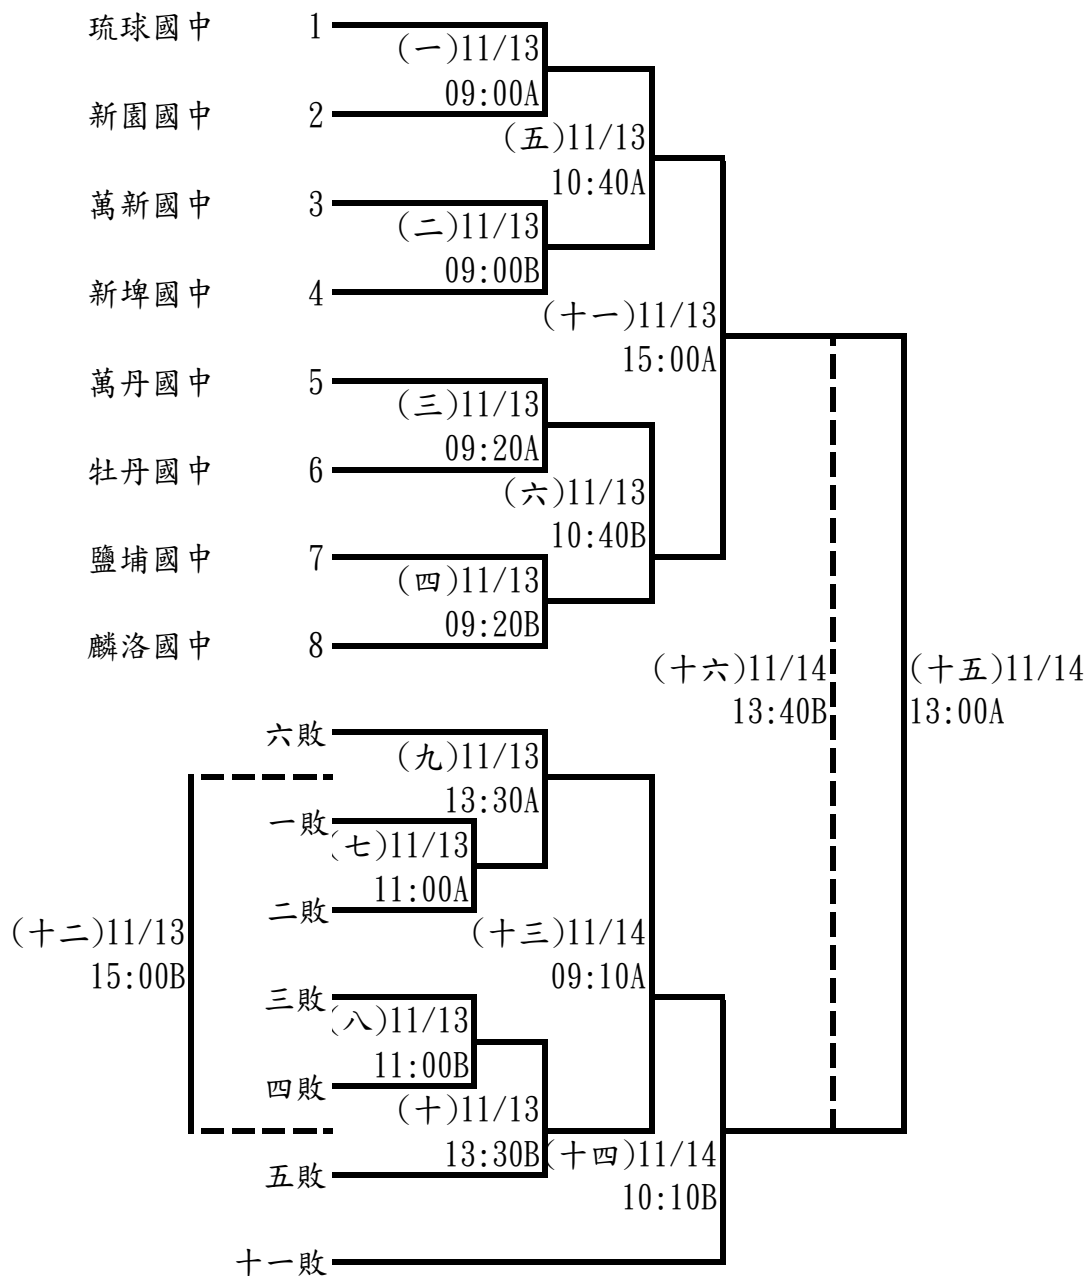 琉球國中 1
(一)11/13
09:00A
新園國中 2
(五)11/13
10:40A
萬新國中 3
(二)11/13
09:00B
新埤國中 4
(十一)11/13
15:00A
萬丹國中 5
(三)11/13
09:20A
牡丹國中 6
(六)11/13
10:40B
鹽埔國中 7
(四)11/13
09:20B
麟洛國中 8
(十六)11/14
13:40B
(十五)11/14
13:00A
六敗
(九)11/13
13:30A
一敗
(七)11/13
11:00A
二敗
(十二)11/13
15:00B
(十三)11/14
09:10A
三敗
(八)11/13
11:00B
四敗
(十)11/13
13:30B
(十四)11/14
10:10B
五敗
十一敗